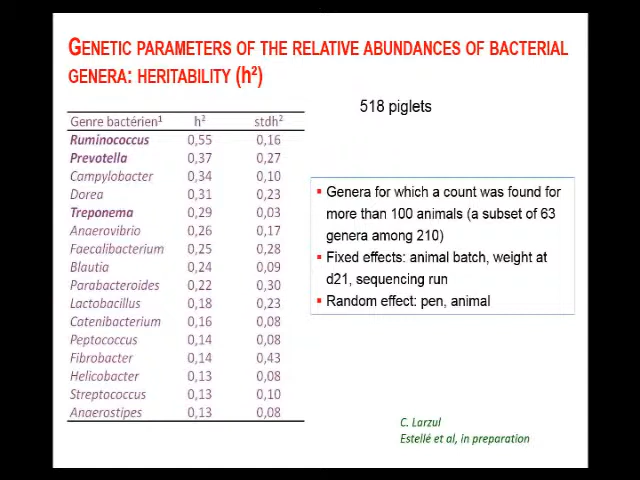 GENETIC PARAMETERS OF THE RELATIVE ABUNDANCES OF BACTERIAL
GENERA: HERITABILITY (h²)
518 piglets
Genre bactérien¹ h² stdh²
Ruminococcus 0,55 0,16
Prevotella 0,37 0,27
Campylobacter 0,34 0,10
Dorea 0,31 0,23
Treponema 0,29 0,03
Anaerovibrio 0,26 0,17
Faecalibacterium 0,25 0,28
Blautia 0,24 0,09
Parabacteroides 0,22 0,30
Lactobacillus 0,18 0,23
Catenibacterium 0,16 0,08
Peptococcus 0,14 0,08
Fibrobacter 0,14 0,43
Helicobacter 0,13 0,08
Streptococcus 0,13 0,10
Anaerostipes 0,13 0,08
▪ Genera for which a count was found for
more than 100 animals (a subset of 63
genera among 210)
▪ Fixed effects: animal batch, weight at
d21, sequencing run
▪ Random effect: pen, animal
C. Larzul
Estellé et al, in preparation